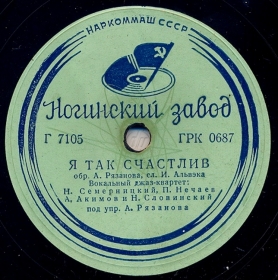 НАРКОММАШ СССР
Ногинский завод
Г 7105 ГРК 0687
Я ТАК СЧАСТЛИВ
обр. А. Рязанова, сл. И. Альвэка
Вокальный джаз-квартет:
Н. Семерницкий, П. Нечаев
А. Акимов и Н. Словинский
под упр. А. Рязанова